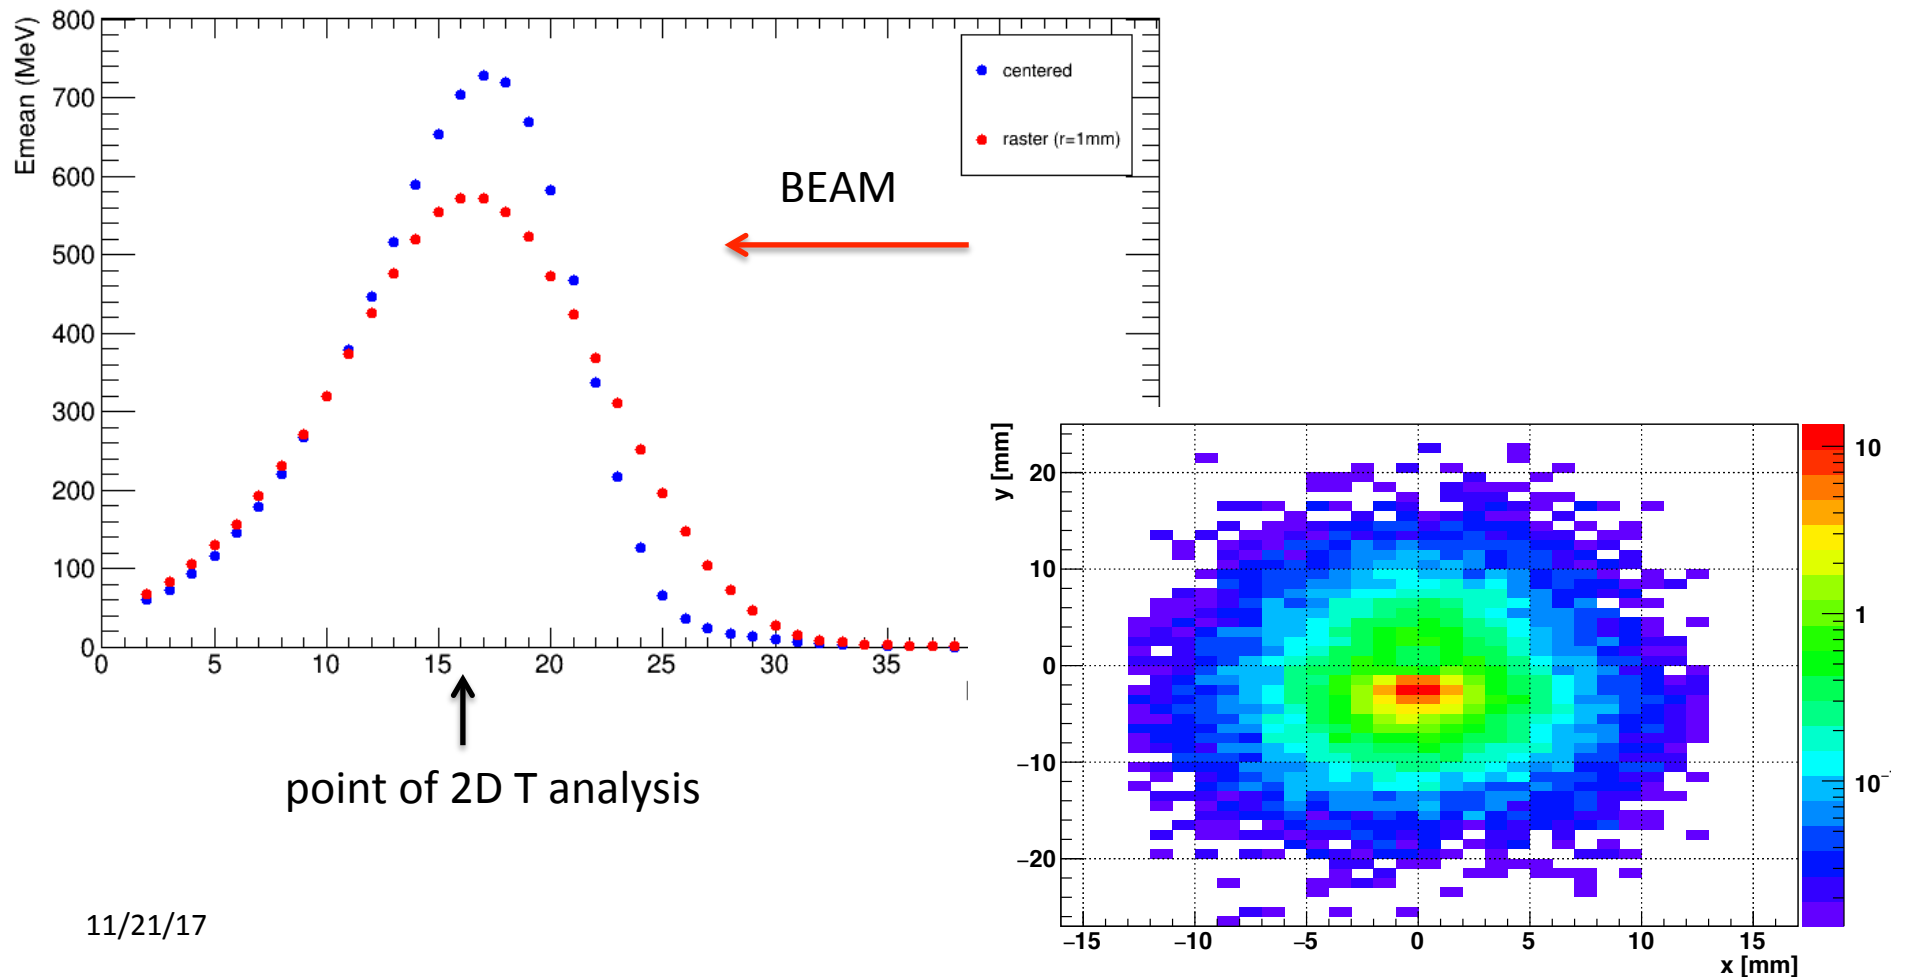 800
700
600
500
400
300
200
100
0
Emean (MeV)
0 5 10 15 20 25 30 35
centered
raster (r=1mm)
BEAM
point of 2D T analysis
11/21/17
y [mm]
20
10
0
−10
−20
−15 −10 −5 0 5 10 15
x [mm]
10
1
10⁻